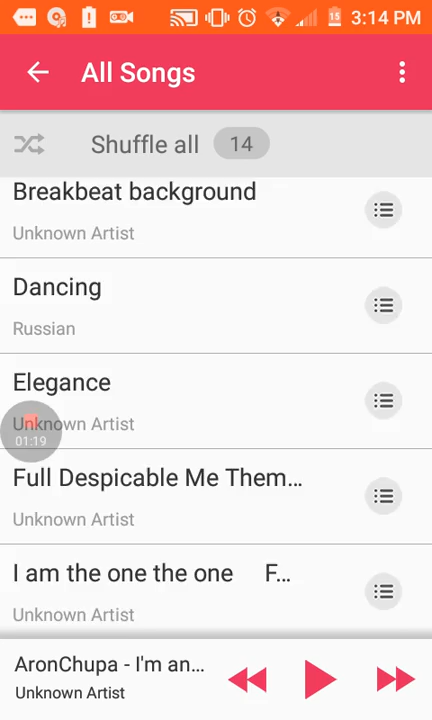 15 3:14 PM
All Songs
Shuffle all 14
Breakbeat background
Unknown Artist
Dancing
Russian
Elegance
Unknown Artist
01:19
Full Despicable Me Them...
Unknown Artist
I am the one the one F...
Unknown Artist
AronChupa - I'm an...
Unknown Artist